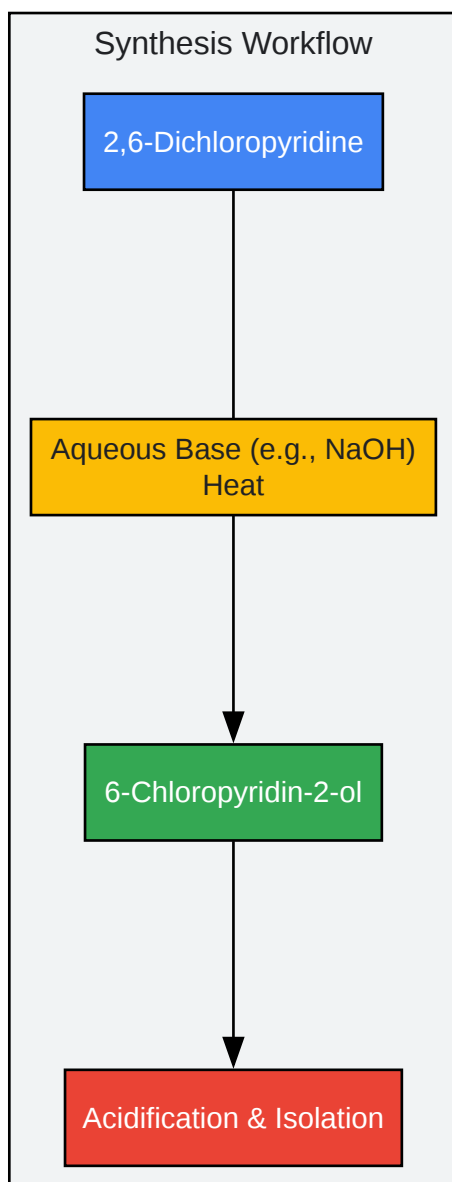 Synthesis Workflow
2,6-Dichloropyridine
Aqueous Base (e.g., NaOH)
Heat
6-Chloropyridin-2-ol
Acidification & Isolation